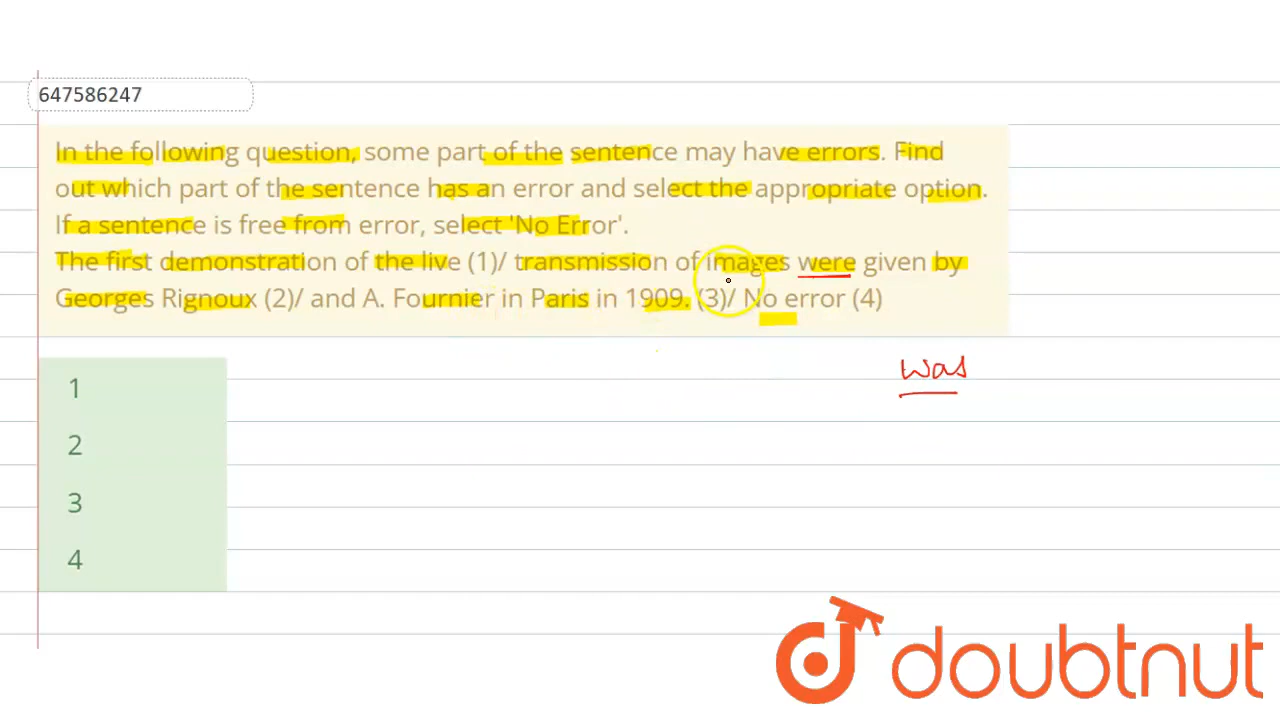 647586247
In the following question, some part of the sentence may have errors. Find
out which part of the sentence has an error and select the appropriate option.
If a sentence is free from error, select 'No Error'.
The first demonstration of the live (1)/ transmission of images were given by
Georges Rignoux (2)/ and A. Fournier in Paris in 1909. (3)/ No error (4)
was
1
2
3
4
doubtnut